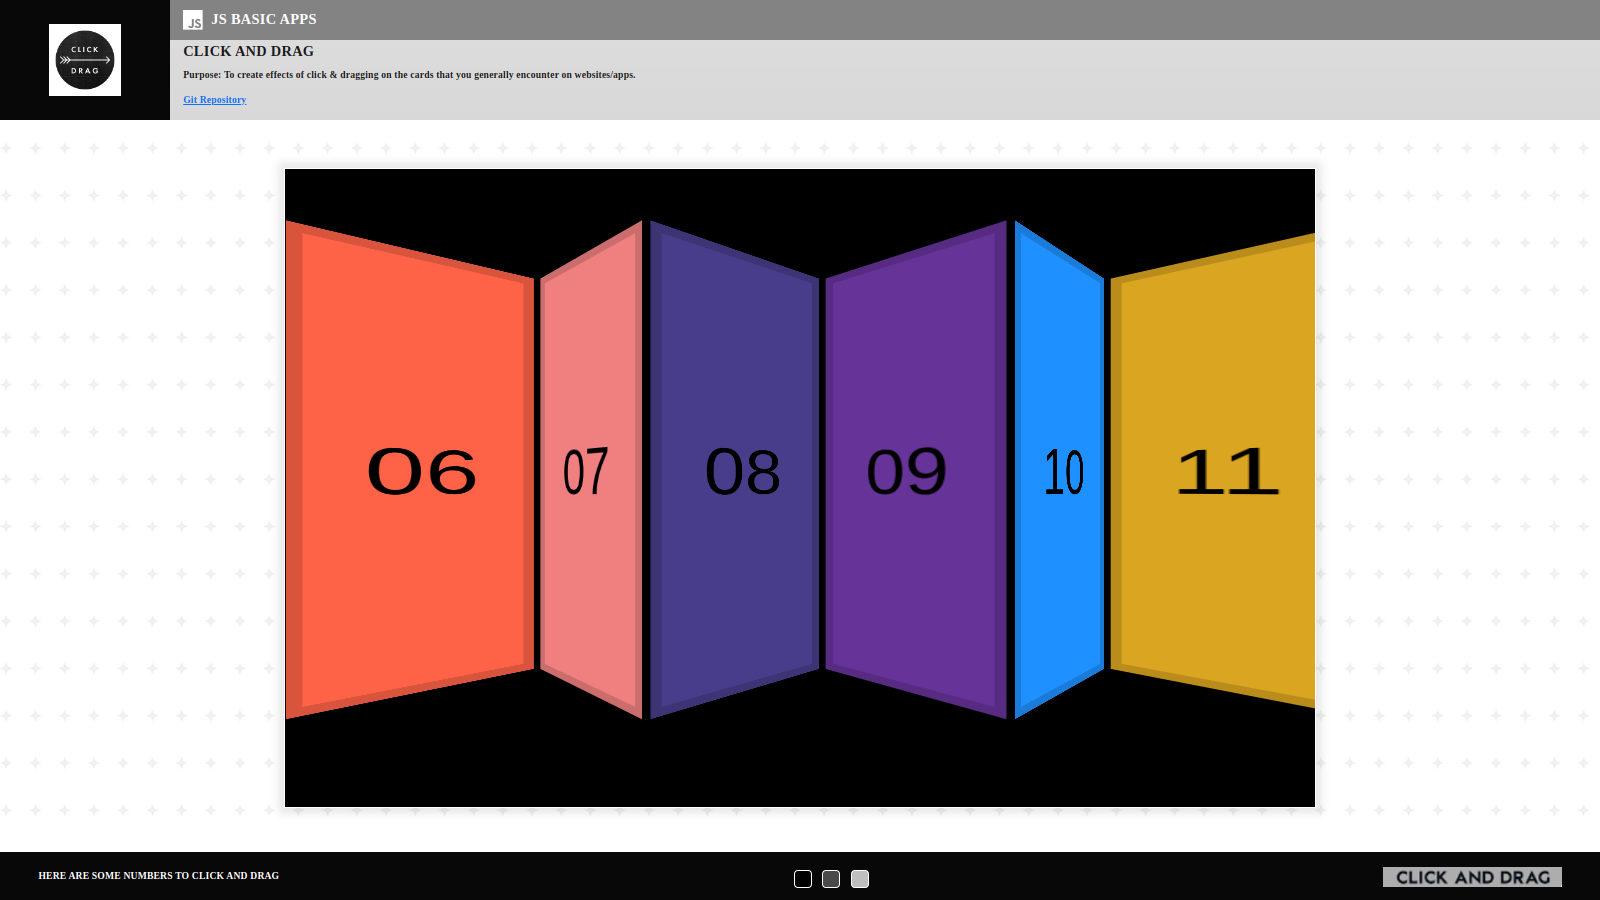 CLICK
DRAG
JS
JS BASIC APPS
CLICK AND DRAG
Purpose: To create effects of click & dragging on the cards that you generally encounter on websites/apps.
Git Repository
06
07
08
09
10
11
HERE ARE SOME NUMBERS TO CLICK AND DRAG
CLICK AND DRAG